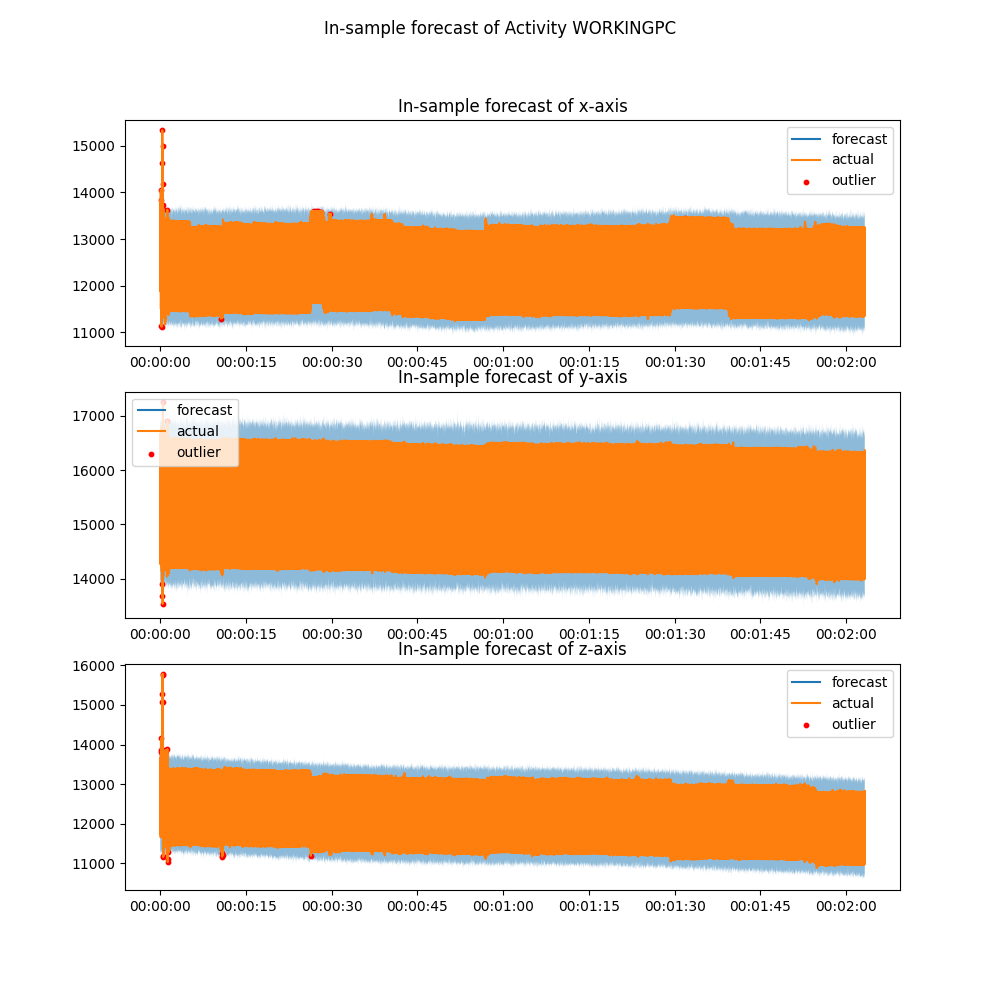 In-sample forecast of Activity WORKINGPC
In-sample forecast of x-axis
forecast
actual
outlier
15000
14000
13000
12000
11000
00:00:00 00:00:15 00:00:30 00:00:45 00:01:00 00:01:15 00:01:30 00:01:45 00:02:00
In-sample forecast of y-axis
forecast
actual
outlier
17000
16000
15000
14000
00:00:00 00:00:15 00:00:30 00:00:45 00:01:00 00:01:15 00:01:30 00:01:45 00:02:00
In-sample forecast of z-axis
forecast
actual
outlier
16000
15000
14000
13000
12000
11000
00:00:00 00:00:15 00:00:30 00:00:45 00:01:00 00:01:15 00:01:30 00:01:45 00:02:00